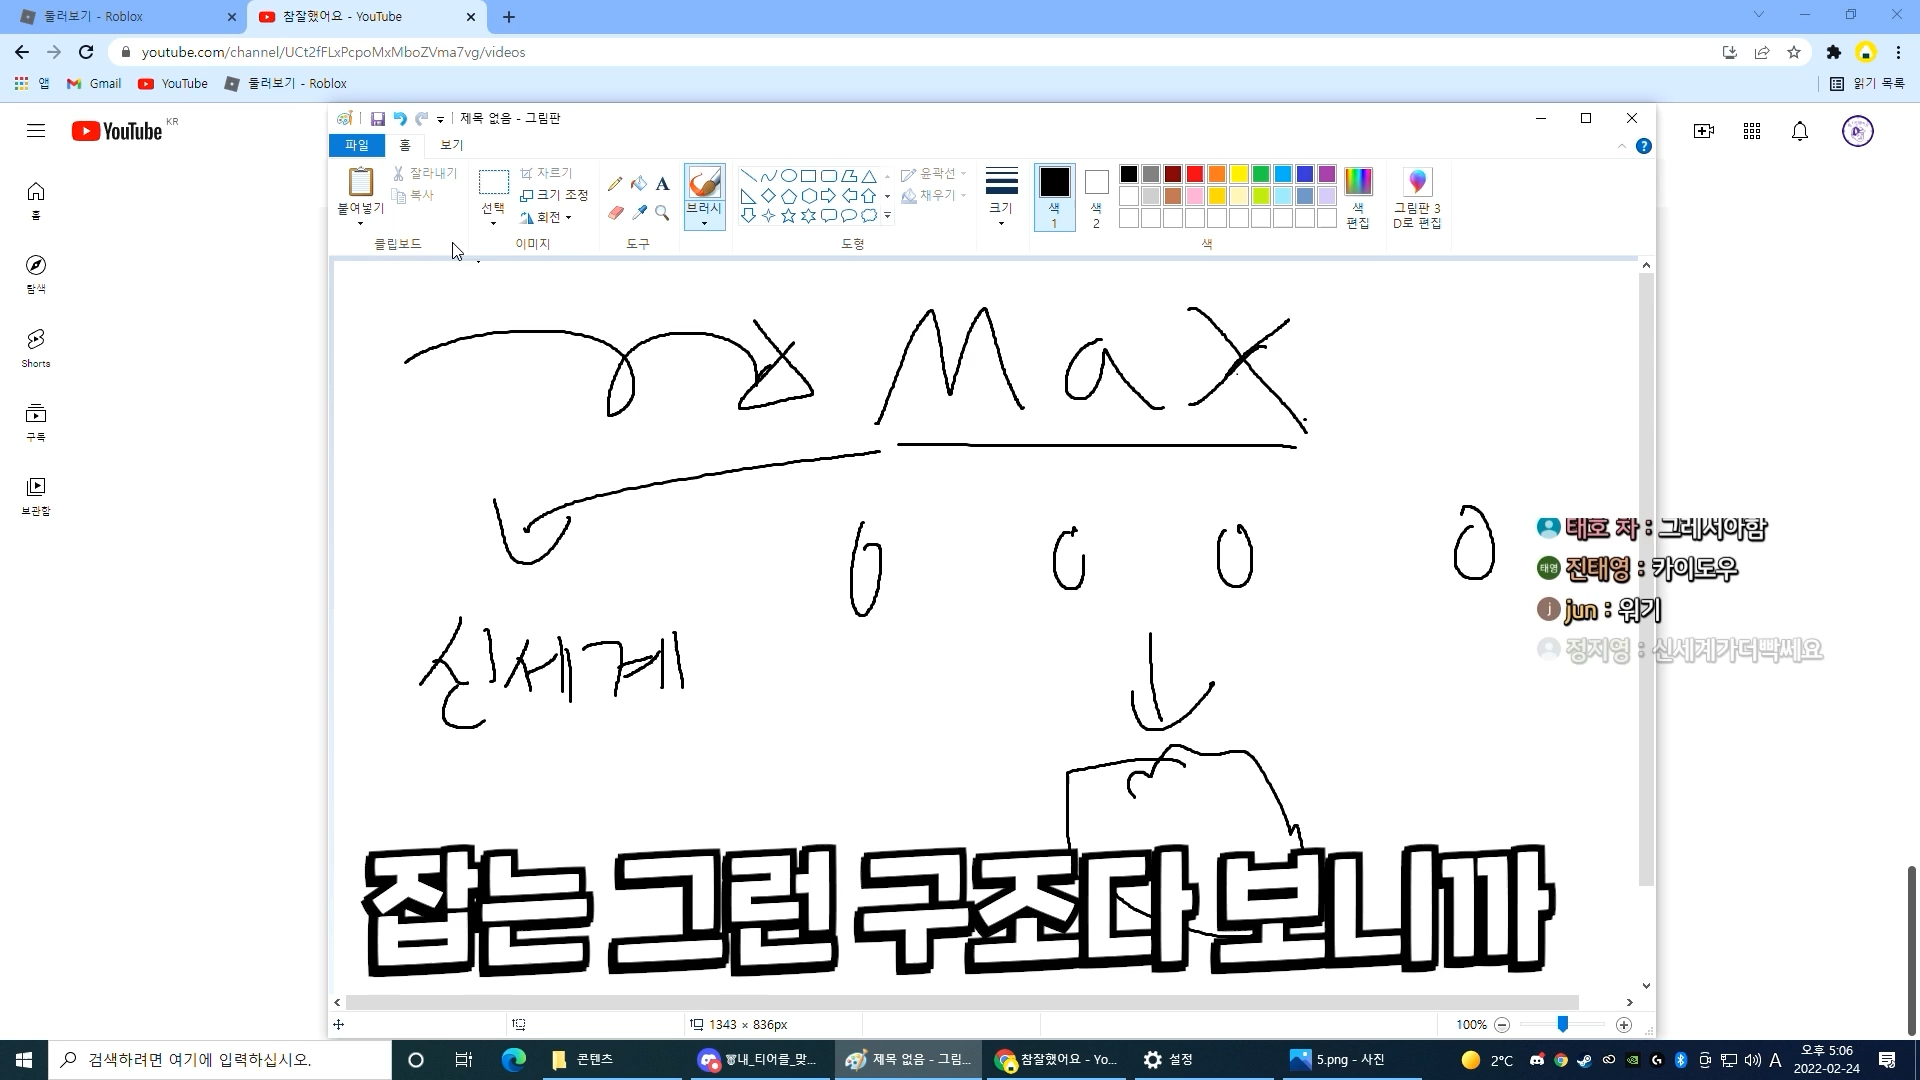 둘러보기 - Roblox
참잘했어요 - YouTube
youtube.com/channel/UCt2fFLxPcpoMxMboZVma7vg/videos
앱
Gmail
YouTube
둘러보기 - Roblox
읽기 목록
YouTube KR
홈
탐색
Shorts
구독
보관함
제목 없음 - 그림판
파일
홈
보기
붙여넣기
잘라내기
복사
클립보드
선택
자르기
크기 조정
회전
이미지
A
도구
브러시
윤곽선
채우기
도형
크기
색
1
색
2
색
편집
색
그림판 3
D로 편집
Max
0 0 0 0
신세계
태호 차 : 그레서아함
태영 진태영 : 카이도우
j jun : 워기
정지영 : 신세계가더빡쎄요
잡는 그런 구조다 보니까
1343 × 836px
100%
검색하려면 여기에 입력하십시오.
콘텐츠
제목 없음 - 그림...
참잘했어요 - Yo...
설정
5.png - 사진
2°C
A
오후 5:06
2022-02-24